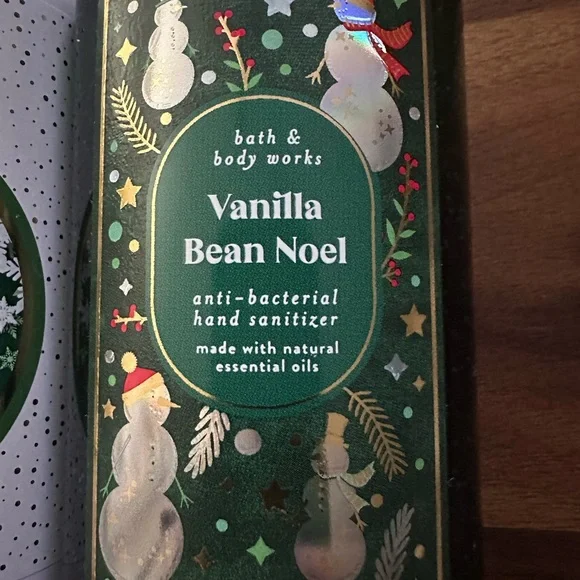 bath &
body works
Vanilla
Bean Noel
anti-bacterial
hand sanitizer
made with natural
essential oils